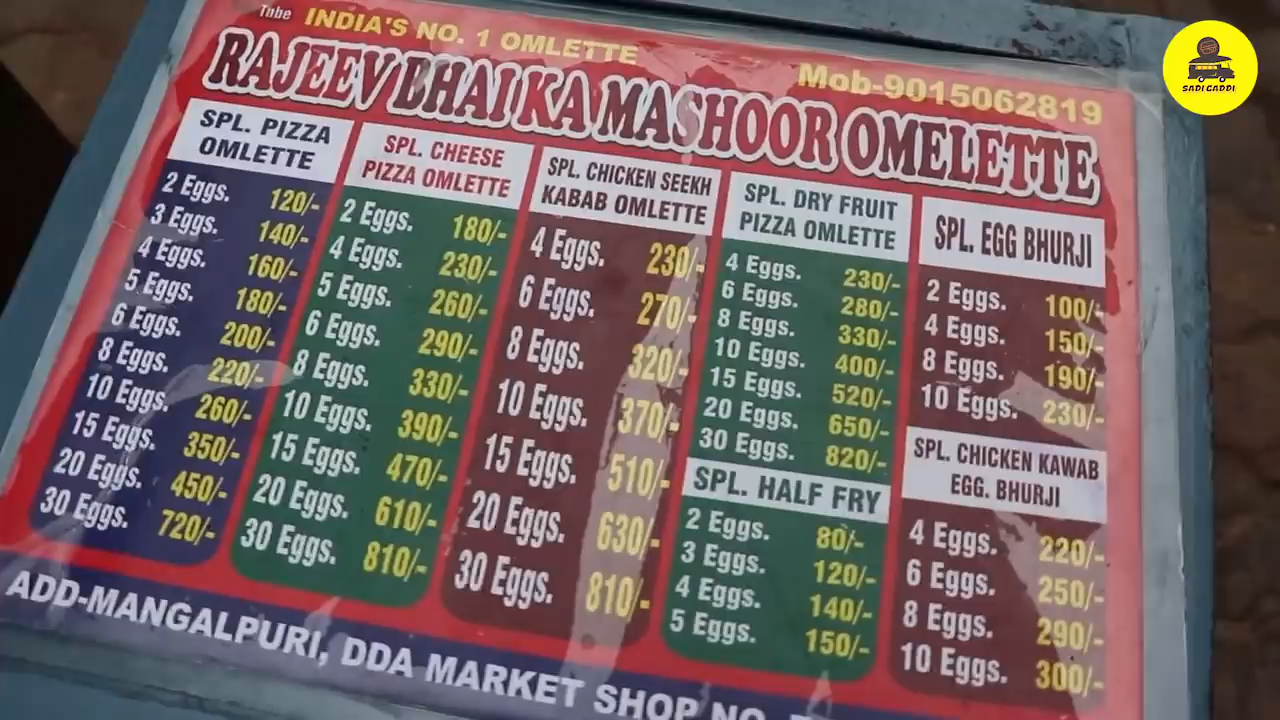 Tube INDIA'S NO. 1 OMLETTE
Mob-9015062819
RAJEEV BHAI KA MASHOOR OMELETTE
SPL. PIZZA
OMLETTE
2 Eggs. 120/-
3 Eggs. 140/-
4 Eggs. 160/-
5 Eggs. 180/-
6 Eggs. 200/-
8 Eggs. 220/-
10 Eggs. 260/-
15 Eggs. 350/-
20 Eggs. 450/-
30 Eggs. 720/-
SPL. CHEESE
PIZZA OMLETTE
2 Eggs. 180/-
4 Eggs. 230/-
5 Eggs. 260/-
6 Eggs. 290/-
8 Eggs. 330/-
10 Eggs. 390/-
15 Eggs. 470/-
20 Eggs. 610/-
30 Eggs. 810/-
SPL. CHICKEN SEEKH
KABAB OMLETTE
4 Eggs. 230/-
6 Eggs. 270/-
8 Eggs. 320/-
10 Eggs. 370/-
15 Eggs. 510/-
20 Eggs. 630/-
30 Eggs. 810/-
SPL. DRY FRUIT
PIZZA OMLETTE
4 Eggs. 230/-
6 Eggs. 280/-
8 Eggs. 330/-
10 Eggs. 400/-
15 Eggs. 520/-
20 Eggs. 650/-
30 Eggs. 820/-
SPL. HALF FRY
2 Eggs. 80/-
3 Eggs. 120/-
4 Eggs. 140/-
5 Eggs. 150/-
SPL. EGG BHURJI
2 Eggs. 100/-
4 Eggs. 150/-
8 Eggs. 190/-
10 Eggs. 230/-
SPL. CHICKEN KAWAB
EGG. BHURJI
4 Eggs. 220/-
6 Eggs. 250/-
8 Eggs. 290/-
10 Eggs. 300/-
ADD-MANGALPURI, DDA MARKET SHOP NO.
SADI GADDI